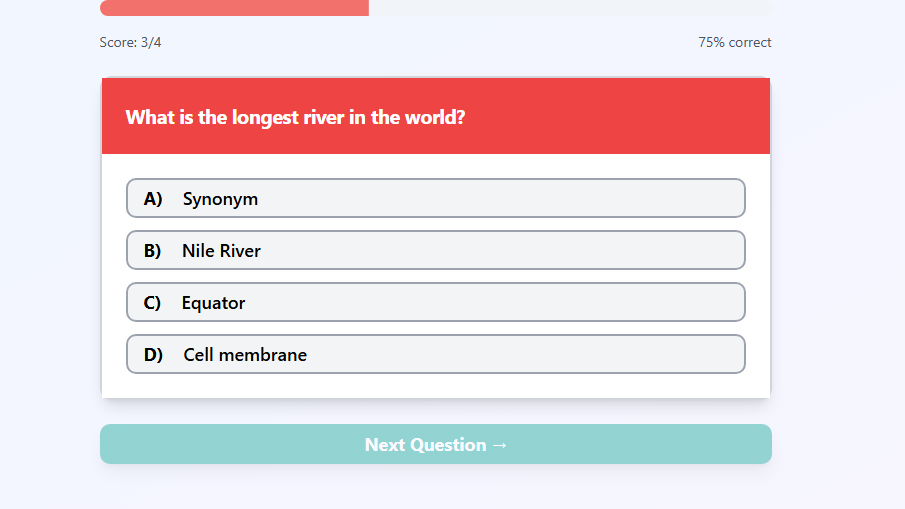 Score: 3/4 75% correct
What is the longest river in the world?
A) Synonym
B) Nile River
C) Equator
D) Cell membrane
Next Question →